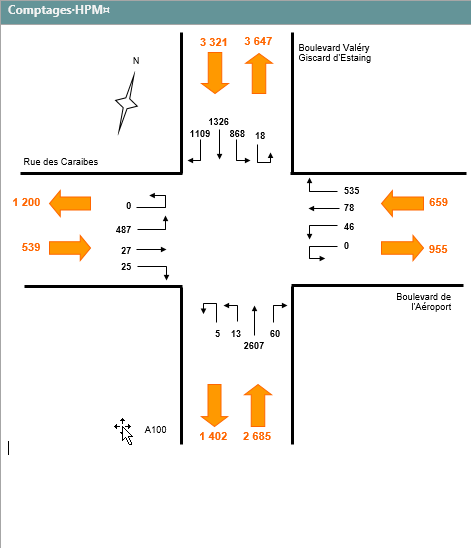 Comptages·HPM¤
3 321 3 647
Boulevard Valéry
Giscard d'Estaing
N
1326
1109 868 18
Rue des Caraibes
1 200
0
535
78
659
487
46
539
27
0
955
25
Boulevard de
l'Aéroport
5 13 60
2607
A100
1 402 2 685